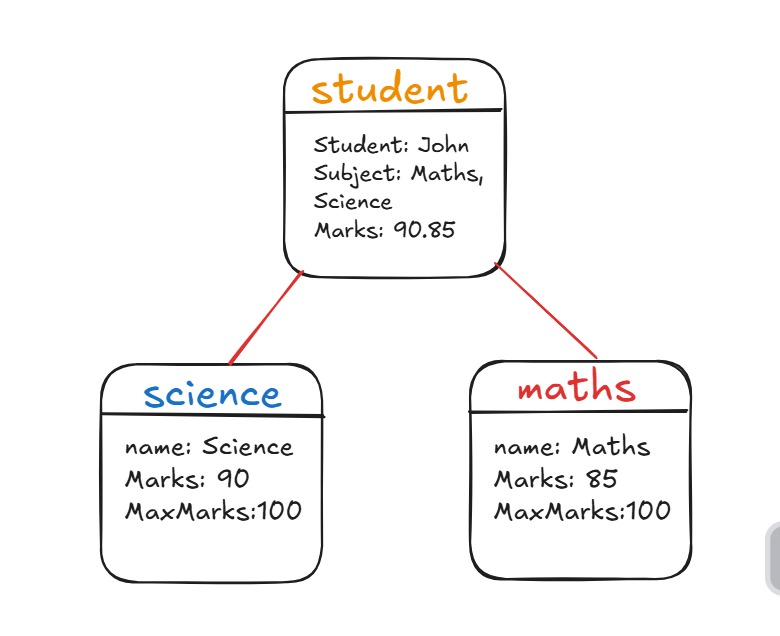 student
Student: John
Subject: Maths,
Science
Marks: 90.85
science
name: Science
Marks: 90
MaxMarks:100
maths
name: Maths
Marks: 85
MaxMarks:100